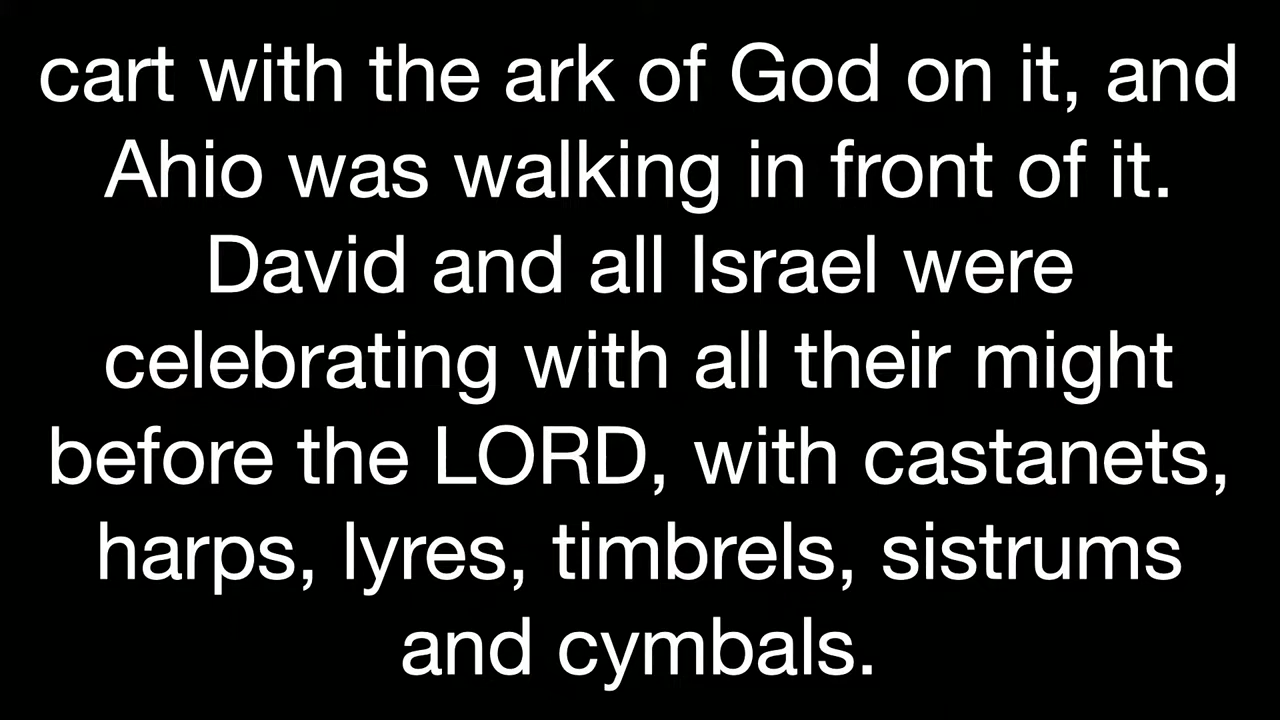 cart with the ark of God on it, and
Ahio was walking in front of it.
David and all Israel were
celebrating with all their might
before the LORD, with castanets,
harps, lyres, timbrels, sistrums
and cymbals.